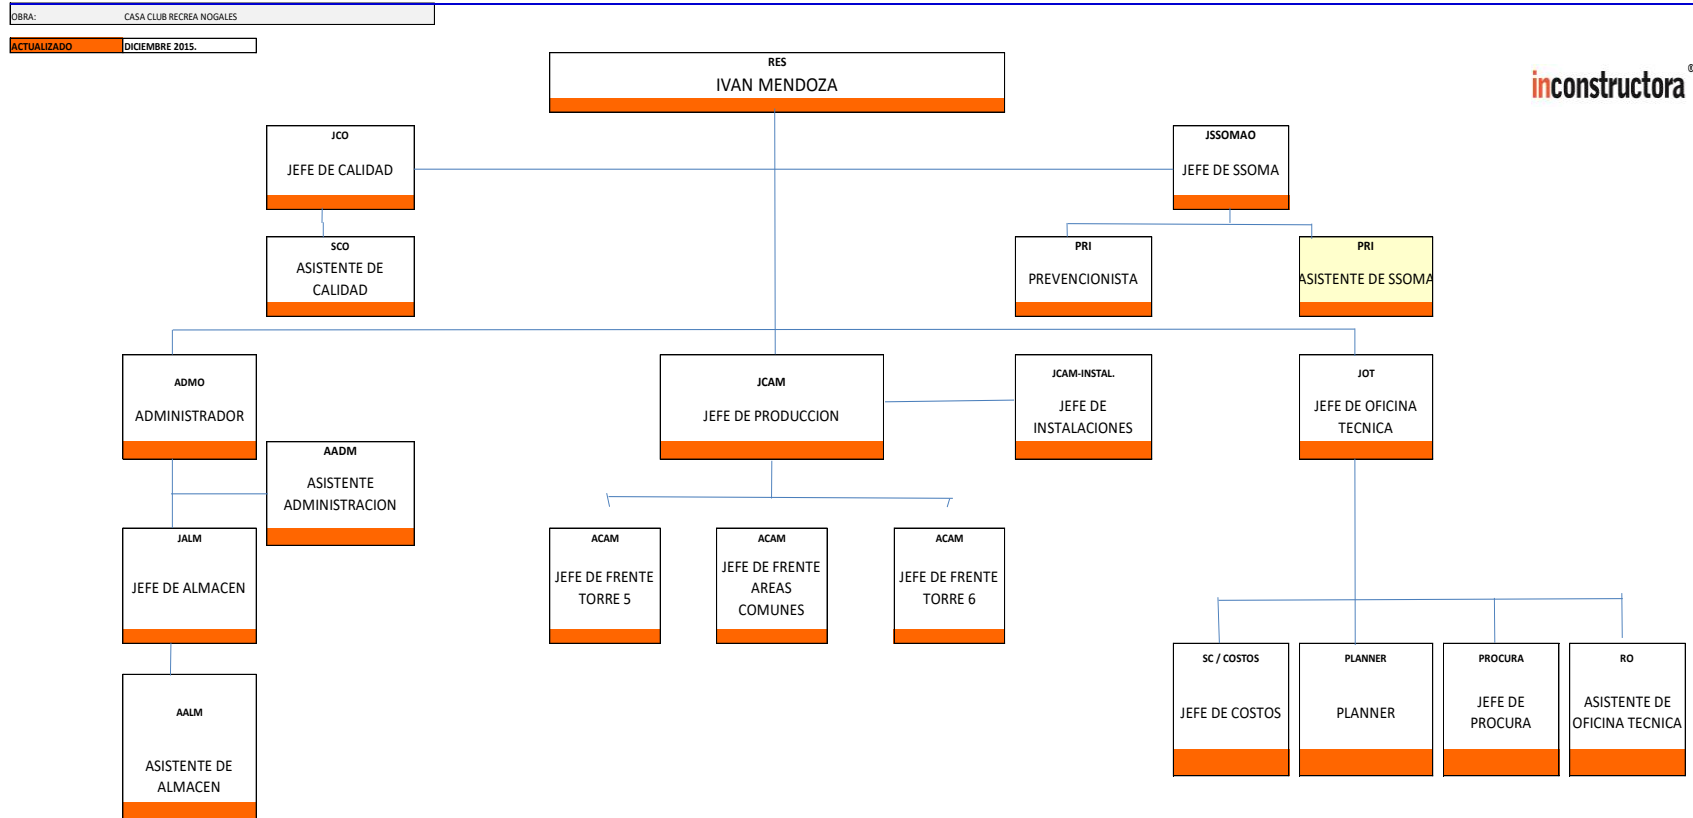 OBRA: CASA CLUB RECREA NOGALES
ACTUALIZADO DICIEMBRE 2015.
RES
IVAN MENDOZA
inconstructora®
JCO
JEFE DE CALIDAD
JSSOMAO
JEFE DE SSOMA
SCO
ASISTENTE DE
CALIDAD
PRI
PREVENCIONISTA
PRI
ASISTENTE DE SSOMA
ADMO
ADMINISTRADOR
JCAM
JEFE DE PRODUCCION
JCAM-INSTAL.
JEFE DE
INSTALACIONES
JOT
JEFE DE OFICINA
TECNICA
AADM
ASISTENTE
ADMINISTRACION
JALM
JEFE DE ALMACEN
ACAM
JEFE DE FRENTE
TORRE 5
ACAM
JEFE DE FRENTE
AREAS
COMUNES
ACAM
JEFE DE FRENTE
TORRE 6
SC / COSTOS
JEFE DE COSTOS
PLANNER
PLANNER
PROCURA
JEFE DE
PROCURA
RO
ASISTENTE DE
OFICINA TECNICA
AALM
ASISTENTE DE
ALMACEN